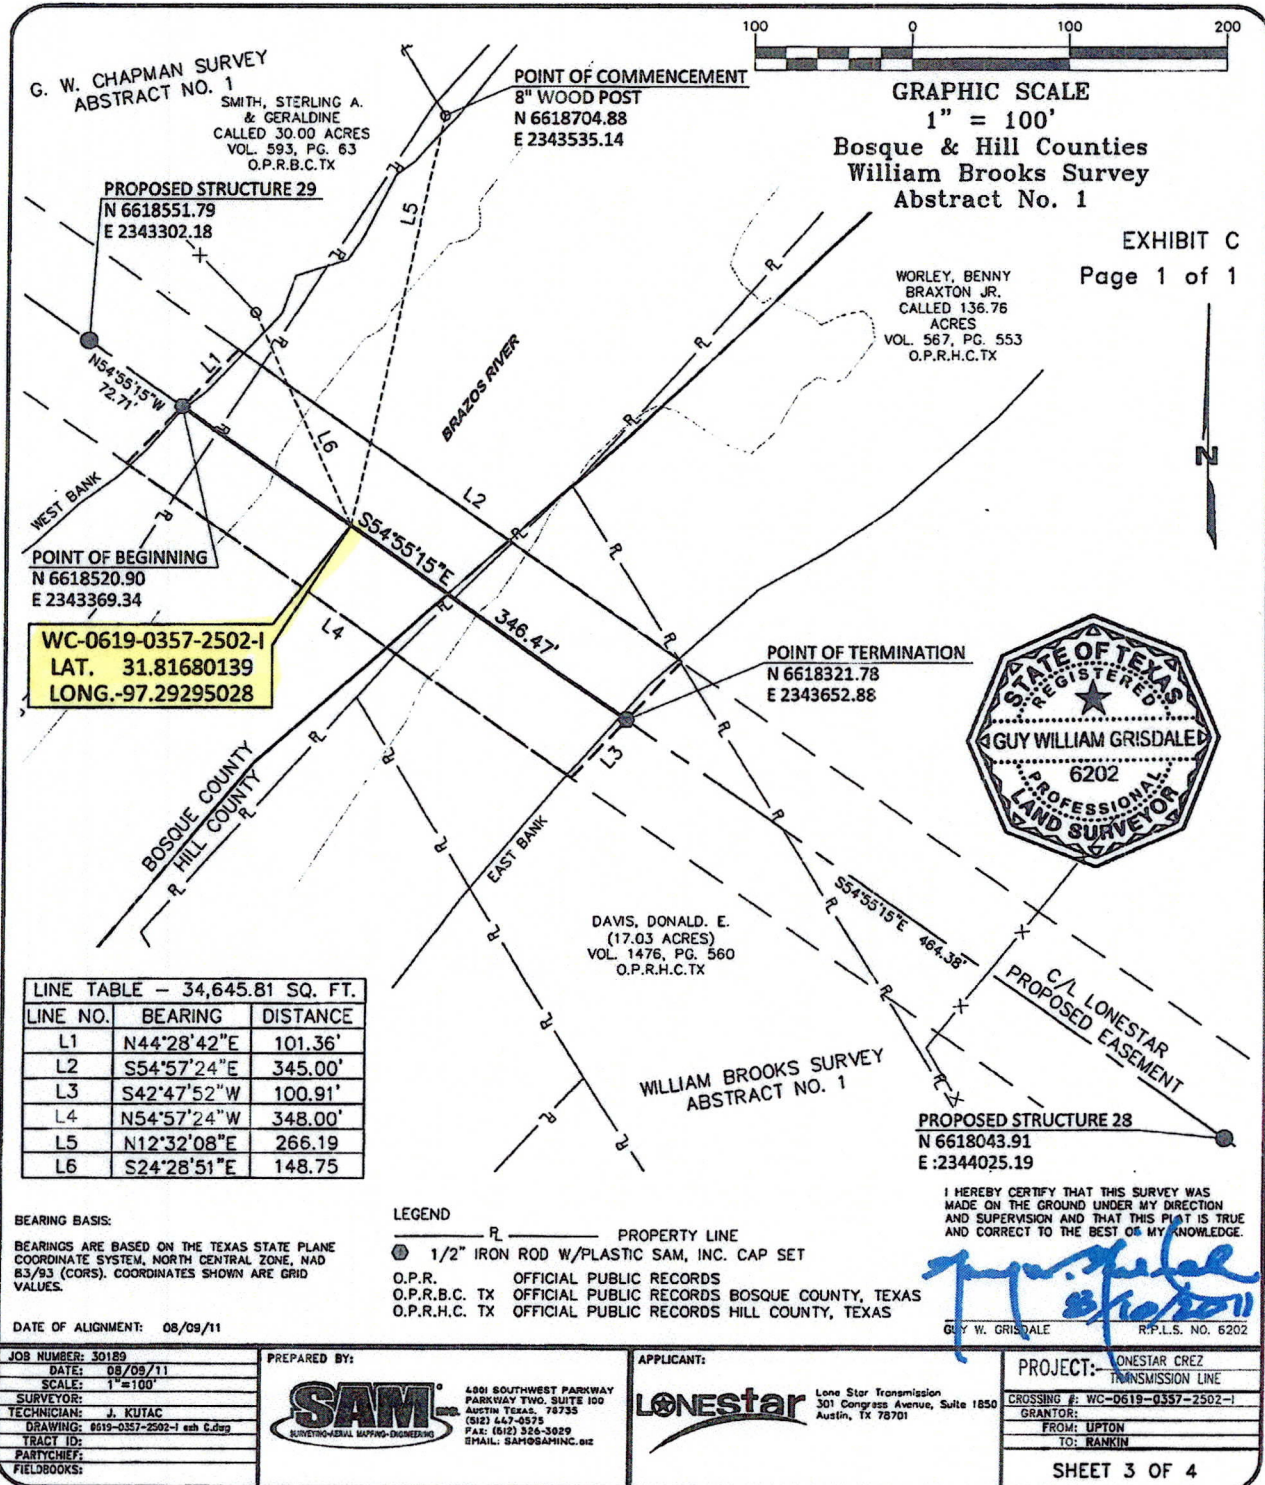 100 0 100 200
GRAPHIC SCALE
1" = 100'
Bosque & Hill Counties
William Brooks Survey
Abstract No. 1
EXHIBIT C
Page 1 of 1
G. W. CHAPMAN SURVEY
ABSTRACT NO. 1
SMITH, STERLING A.
& GERALDINE
CALLED 30.00 ACRES
VOL. 593, PG. 63
O.P.R.B.C.TX
POINT OF COMMENCEMENT
8" WOOD POST
N 6618704.88
E 2343535.14
PROPOSED STRUCTURE 29
N 6618551.79
E 2343302.18
WORLEY, BENNY
BRAXTON JR.
CALLED 136.76
ACRES
VOL. 567, PG. 553
O.P.R.H.C.TX
N54°55'15"W
72.71'
L1
L5
L6
BRAZOS RIVER
L2
N
WEST BANK
POINT OF BEGINNING
N 6618520.90
E 2343369.34
S54°55'15"E
346.47'
L4
WC-0619-0357-2502-I
LAT. 31.81680139
LONG.-97.29295028
POINT OF TERMINATION
N 6618321.78
E 2343652.88
L3
STATE OF TEXAS
REGISTERED
GUY WILLIAM GRISDALE
6202
PROFESSIONAL
LAND SURVEYOR
BOSQUE COUNTY
HILL COUNTY
EAST BANK
DAVIS, DONALD. E.
(17.03 ACRES)
VOL. 1476, PG. 560
O.P.R.H.C.TX
S54°55'15"E 464.38'
C/L LONESTAR
PROPOSED EASEMENT
WILLIAM BROOKS SURVEY
ABSTRACT NO. 1
PROPOSED STRUCTURE 28
N 6618043.91
E :2344025.19
LINE TABLE – 34,645.81 SQ. FT.
LINE NO. BEARING DISTANCE
L1 N44°28'42"E 101.36'
L2 S54°57'24"E 345.00'
L3 S42°47'52"W 100.91'
L4 N54°57'24"W 348.00'
L5 N12°32'08"E 266.19
L6 S24°28'51"E 148.75
BEARING BASIS:
BEARINGS ARE BASED ON THE TEXAS STATE PLANE
COORDINATE SYSTEM, NORTH CENTRAL ZONE, NAD
83/93 (CORS). COORDINATES SHOWN ARE GRID
VALUES.
DATE OF ALIGNMENT: 08/09/11
LEGEND
PROPERTY LINE
1/2" IRON ROD W/PLASTIC SAM, INC. CAP SET
O.P.R. OFFICIAL PUBLIC RECORDS
O.P.R.B.C. TX OFFICIAL PUBLIC RECORDS BOSQUE COUNTY, TEXAS
O.P.R.H.C. TX OFFICIAL PUBLIC RECORDS HILL COUNTY, TEXAS
I HEREBY CERTIFY THAT THIS SURVEY WAS
MADE ON THE GROUND UNDER MY DIRECTION
AND SUPERVISION AND THAT THIS PLAT IS TRUE
AND CORRECT TO THE BEST OF MY KNOWLEDGE.
GUY W. GRISDALE R.P.L.S. NO. 6202
JOB NUMBER: 30189
DATE: 08/09/11
SCALE: 1"=100'
SURVEYOR:
TECHNICIAN: J. KUTAC
DRAWING: 0619-0357-2502-I exh C.dwg
TRACT ID:
PARTYCHIEF:
FIELDBOOKS:
PREPARED BY:
SAM
INC.
SURVEYING-AERIAL MAPPING-ENGINEERING
4801 SOUTHWEST PARKWAY
PARKWAY TWO, SUITE 100
AUSTIN TEXAS, 78735
(512) 447-0575
FAX: (512) 326-3029
EMAIL: SAM@SAMINC.BIZ
APPLICANT:
LONEStar
Lone Star Transmission
301 Congress Avenue, Suite 1850
Austin, TX 78701
PROJECT: LONESTAR CREZ
TRANSMISSION LINE
CROSSING #: WC-0619-0357-2502-I
GRANTOR:
FROM: UPTON
TO: RANKIN
SHEET 3 OF 4